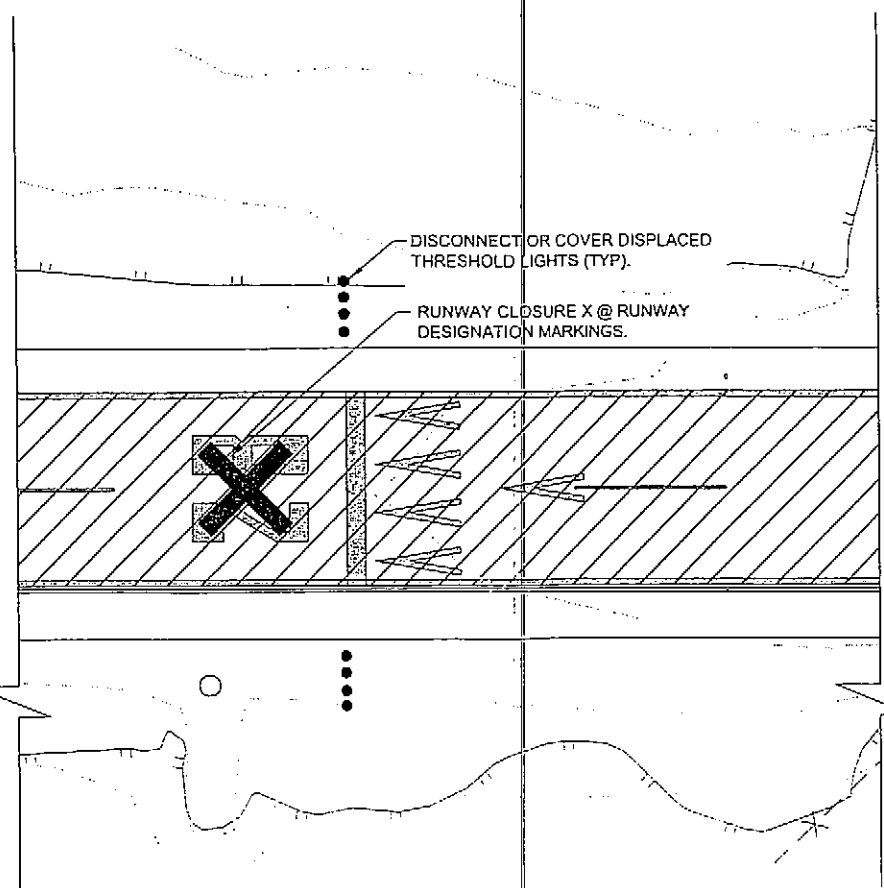 DISCONNECT OR COVER DISPLACED
THRESHOLD LIGHTS (TYP).
RUNWAY CLOSURE X @ RUNWAY
DESIGNATION MARKINGS.